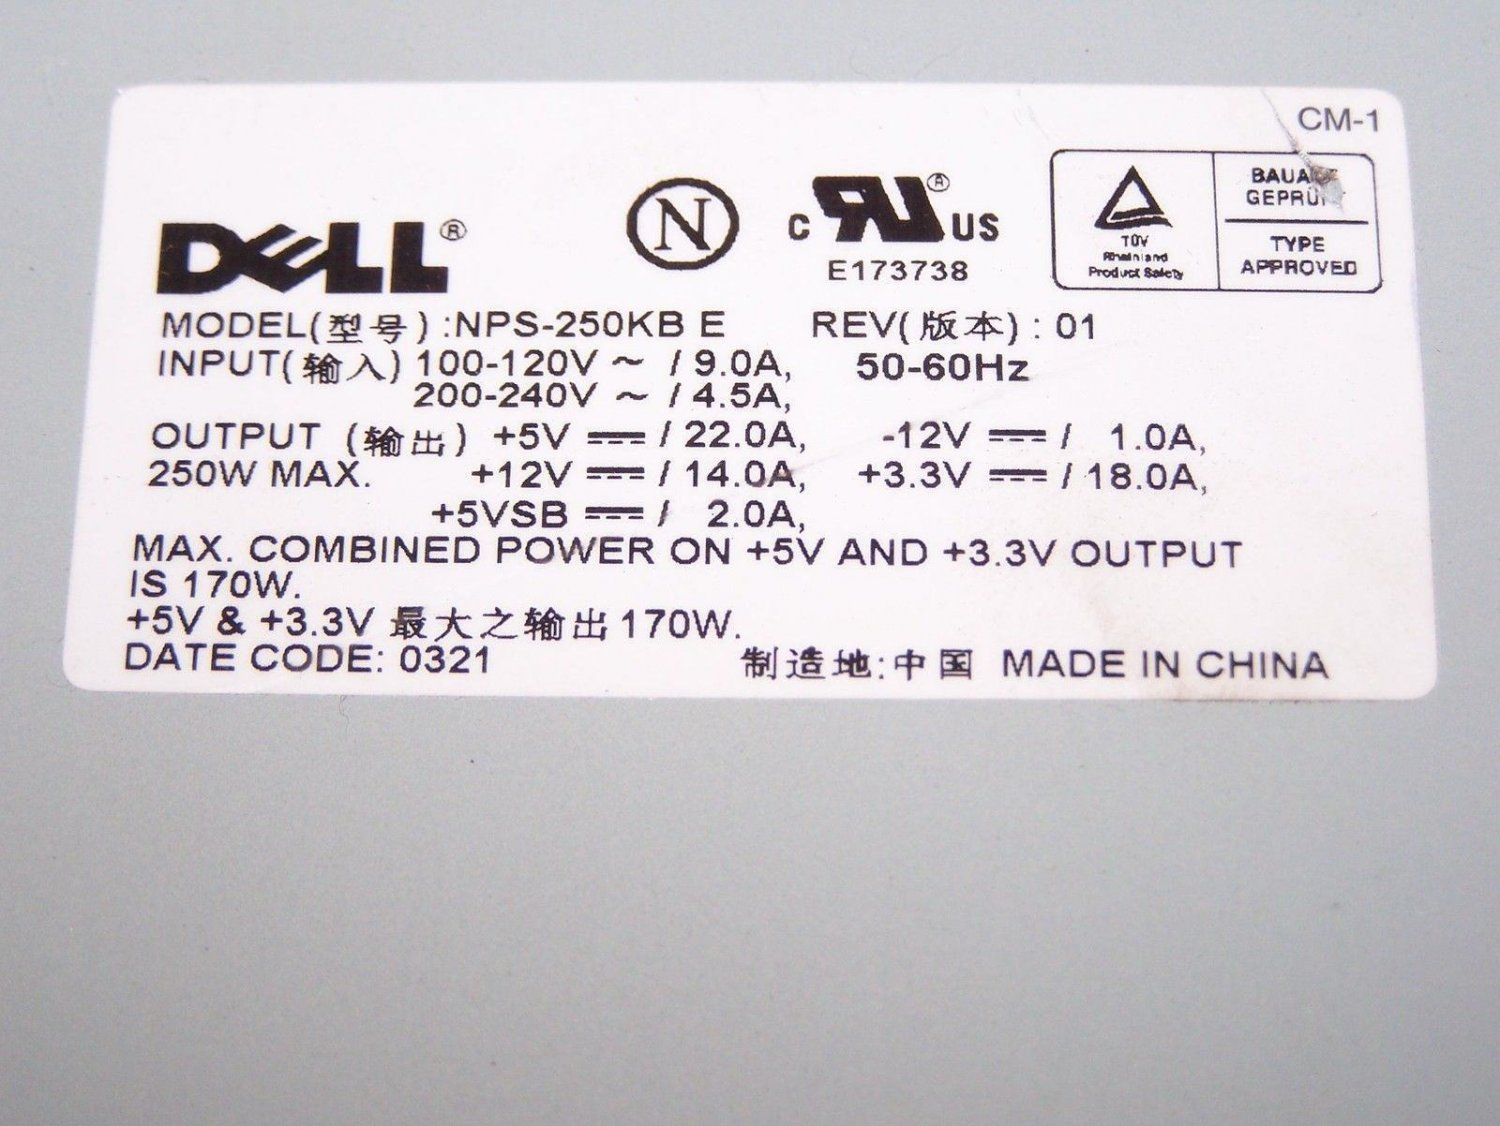 CM-1
DELL®
N
c RU® US
E173738
TÜV
Rheinland
Product Safety
BAUART
GEPRÜFT
TYPE
APPROVED
MODEL(型号) :NPS-250KB E REV(版本) : 01
INPUT(输入) 100-120V ~ / 9.0A, 50-60Hz
200-240V ~ / 4.5A,
OUTPUT (输出) +5V ⎓ / 22.0A, -12V ⎓ / 1.0A,
250W MAX. +12V ⎓ / 14.0A, +3.3V ⎓ / 18.0A,
+5VSB ⎓ / 2.0A,
MAX. COMBINED POWER ON +5V AND +3.3V OUTPUT
IS 170W.
+5V & +3.3V 最大之输出 170W.
DATE CODE: 0321 制造地:中国 MADE IN CHINA